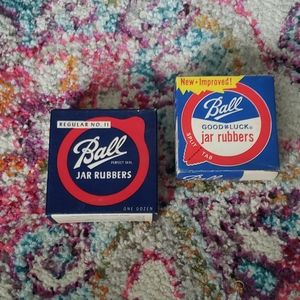 REGULAR NO. 11
Ball
PERFECT SEAL
JAR RUBBERS
ONE DOZEN
New + Improved!
Ball
GOOD LUCK®
jar rubbers
SPLIT TAB